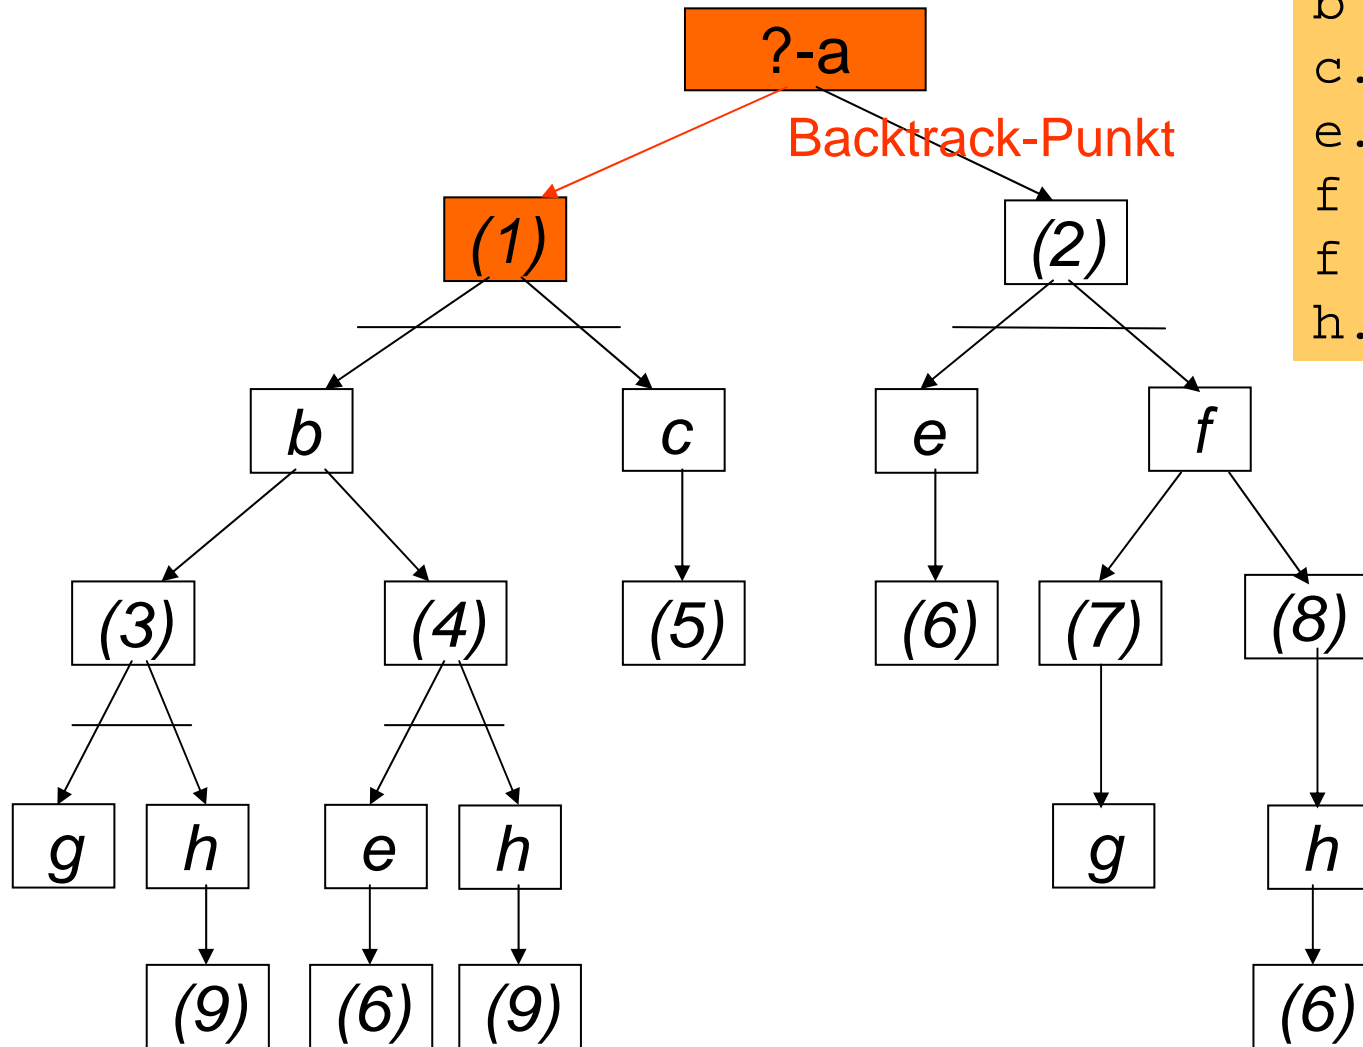 ?-a
b
c.
e.
f
f
h.
Backtrack-Punkt
(1)
(2)
b
c
e
f
(3)
(4)
(5)
(6)
(7)
(8)
g
h
e
h
g
h
(9)
(6)
(9)
(6)